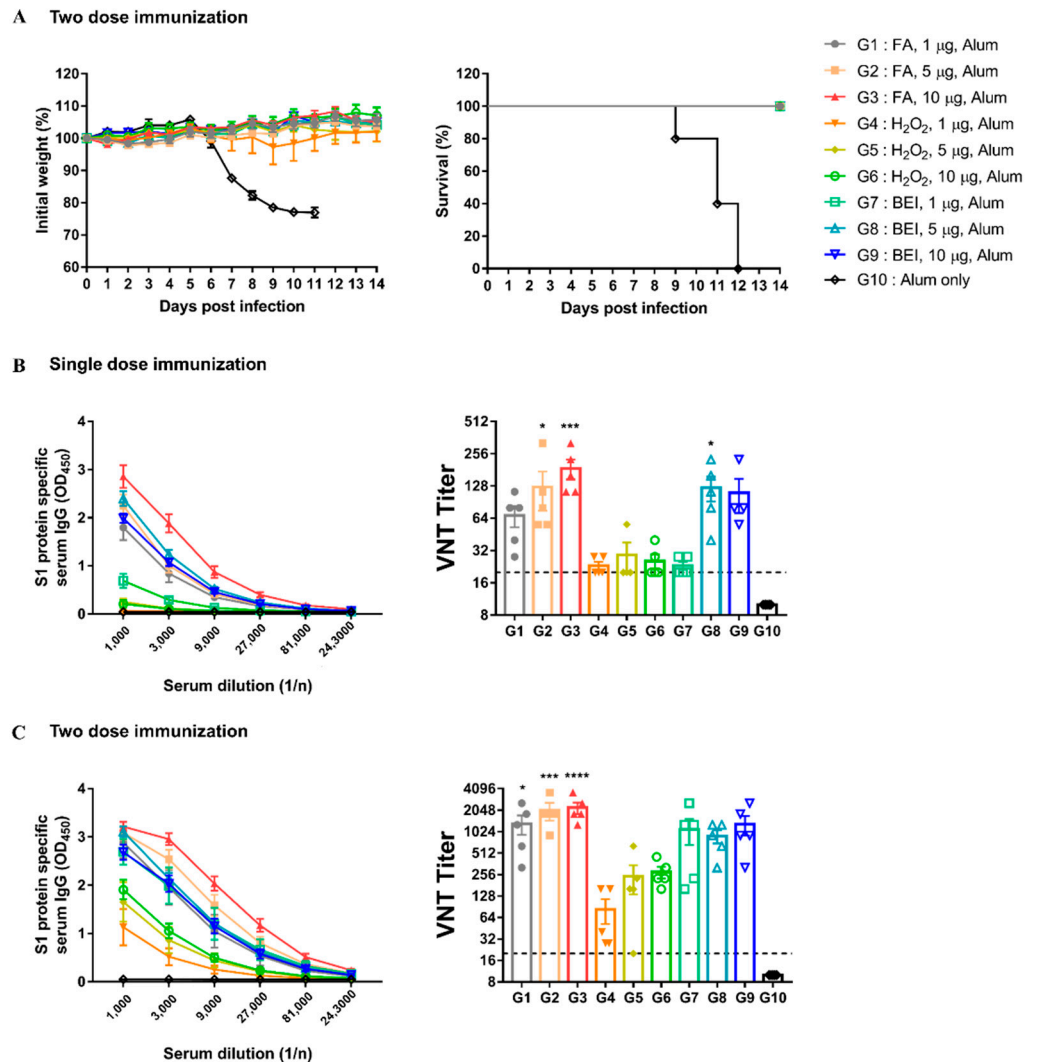 A Two dose immunization
Initial weight (%)
120
110
100
90
80
70
60
0 1 2 3 4 5 6 7 8 9 10 11 12 13 14
Days post infection
Survival (%)
120
100
80
60
40
20
0
0 1 2 3 4 5 6 7 8 9 10 11 12 13 14
Days post infection
G1 : FA, 1 μg, Alum
G2 : FA, 5 μg, Alum
G3 : FA, 10 μg, Alum
G4 : H₂O₂, 1 μg, Alum
G5 : H₂O₂, 5 μg, Alum
G6 : H₂O₂, 10 μg, Alum
G7 : BEI, 1 μg, Alum
G8 : BEI, 5 μg, Alum
G9 : BEI, 10 μg, Alum
G10 : Alum only
B Single dose immunization
S1 protein specific
serum IgG (OD₄₅₀)
4
3
2
1
0
1,000 3,000 9,000 27,000 81,000 24,3000
Serum dilution (1/n)
VNT Titer
512
256
128
64
32
16
8
* *** *
G1 G2 G3 G4 G5 G6 G7 G8 G9 G10
C Two dose immunization
S1 protein specific
serum IgG (OD₄₅₀)
4
3
2
1
0
1,000 3,000 9,000 27,000 81,000 24,3000
Serum dilution (1/n)
VNT Titer
4096
2048
1024
512
256
128
64
32
16
8
* *** ****
G1 G2 G3 G4 G5 G6 G7 G8 G9 G10